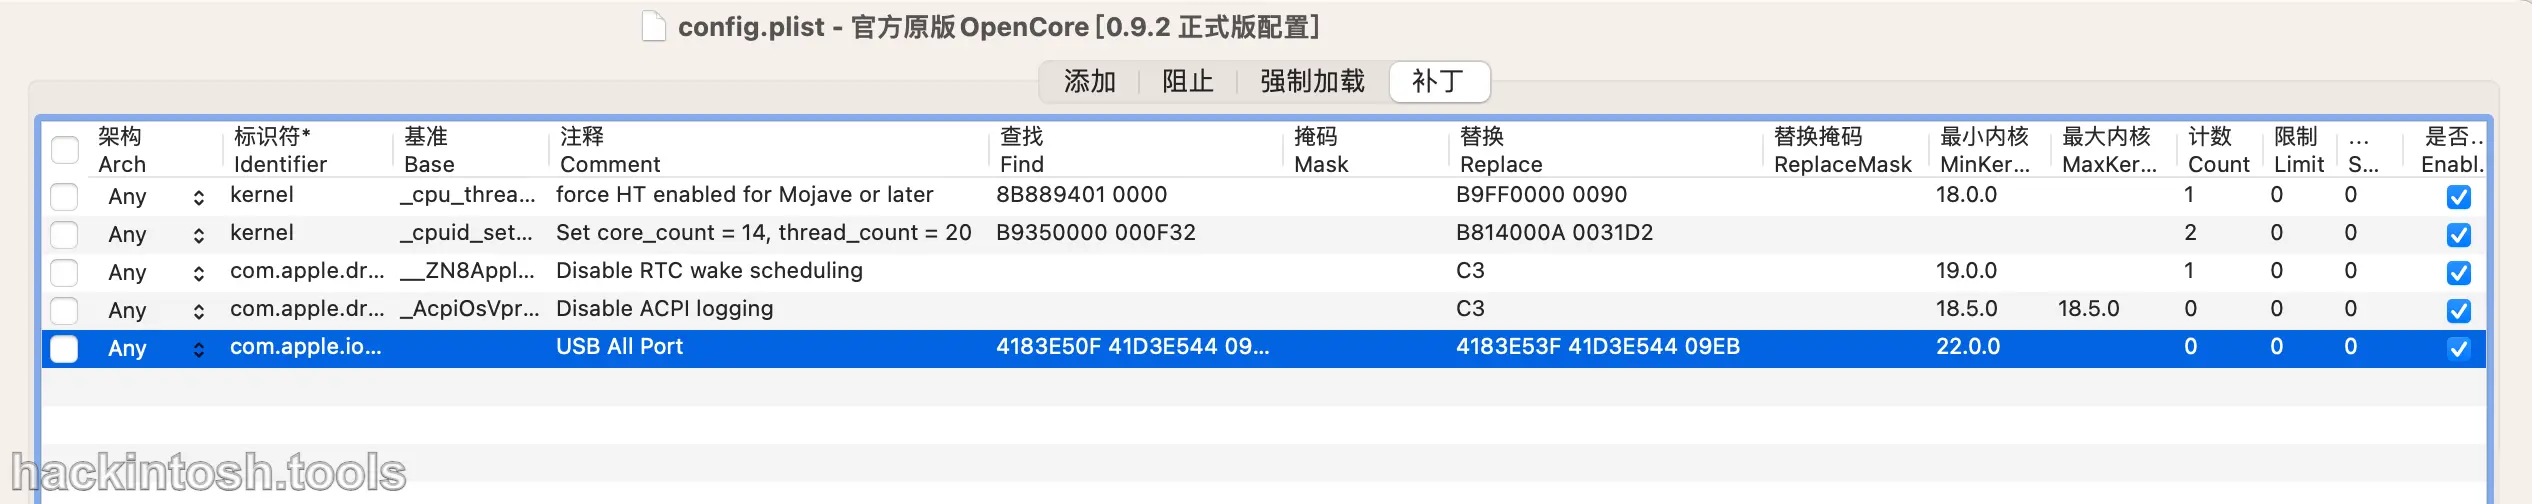 config.plist - 官方原版OpenCore[0.9.2 正式版配置]
添加 阻止 强制加载 补丁
架构 标识符* 基准 注释 查找 掩码 替换 替换掩码 最小内核 最大内核 计数 限制 ... 是否..
Arch Identifier Base Comment Find Mask Replace ReplaceMask MinKer... MaxKer... Count Limit S... Enabl.
Any kernel _cpu_threa... force HT enabled for Mojave or later 8B889401 0000 B9FF0000 0090 18.0.0 1 0 0
Any kernel _cpuid_set... Set core_count = 14, thread_count = 20 B9350000 000F32 B814000A 0031D2 2 0 0
Any com.apple.dr... __ZN8Appl... Disable RTC wake scheduling C3 19.0.0 1 0 0
Any com.apple.dr... _AcpiOsVpr... Disable ACPI logging C3 18.5.0 18.5.0 0 0 0
Any com.apple.io... USB All Port 4183E50F 41D3E544 09... 4183E53F 41D3E544 09EB 22.0.0 0 0 0
hackintosh.tools